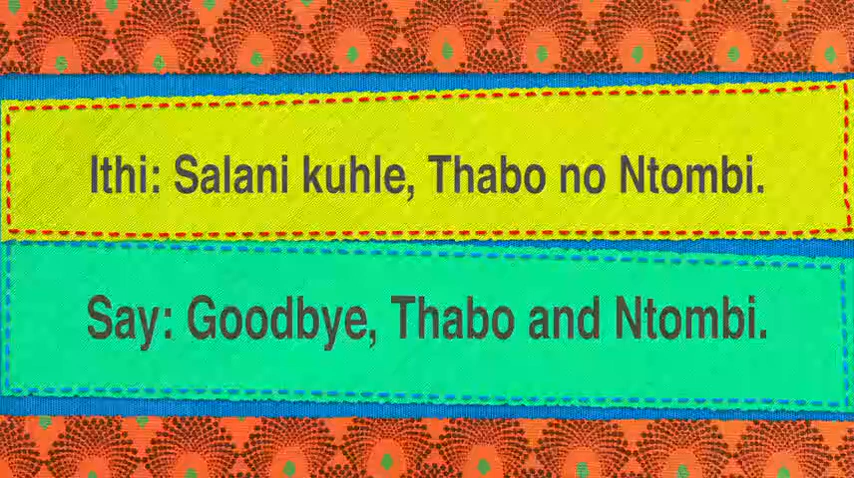 Ithi: Salani kuhle, Thabo no Ntombi.
Say: Goodbye, Thabo and Ntombi.